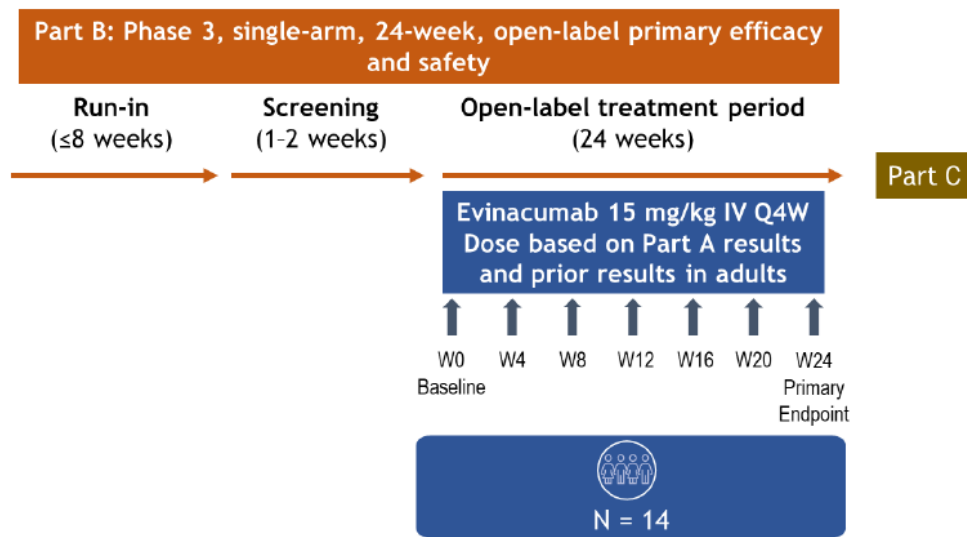 Part B: Phase 3, single-arm, 24-week, open-label primary efficacy
and safety
Run-in
(≤8 weeks)
Screening
(1–2 weeks)
Open-label treatment period
(24 weeks)
Part C
Evinacumab 15 mg/kg IV Q4W
Dose based on Part A results
and prior results in adults
W0 W4 W8 W12 W16 W20 W24
Baseline
Primary
Endpoint
N = 14